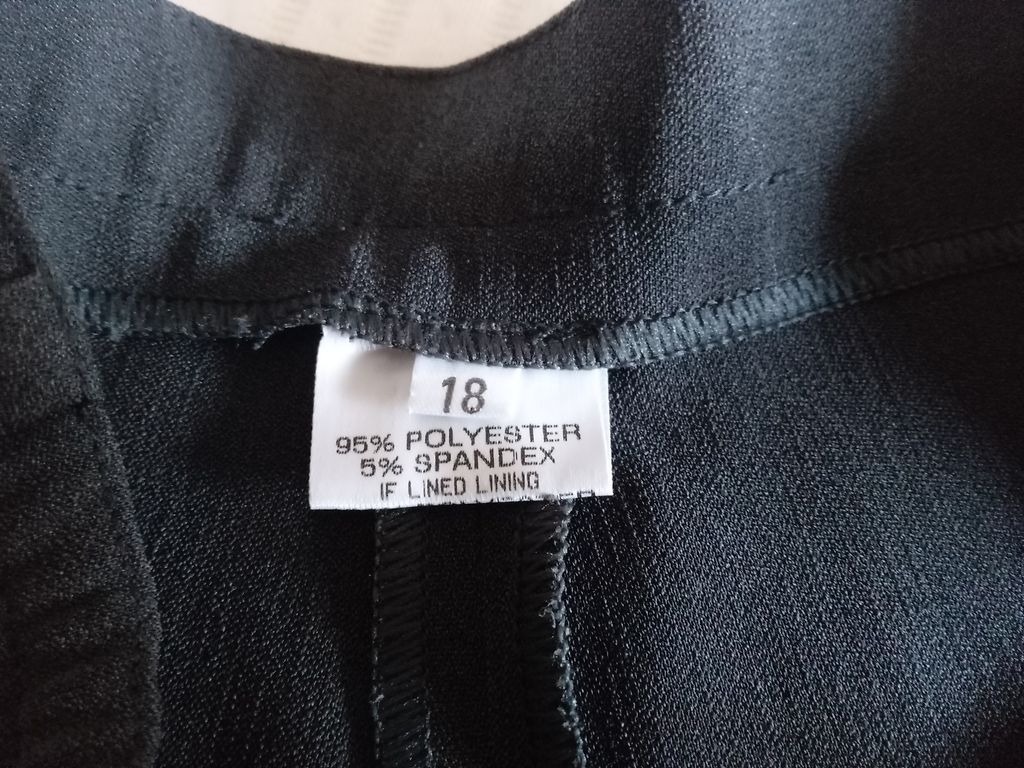 18
95% POLYESTER
5% SPANDEX
IF LINED LINING